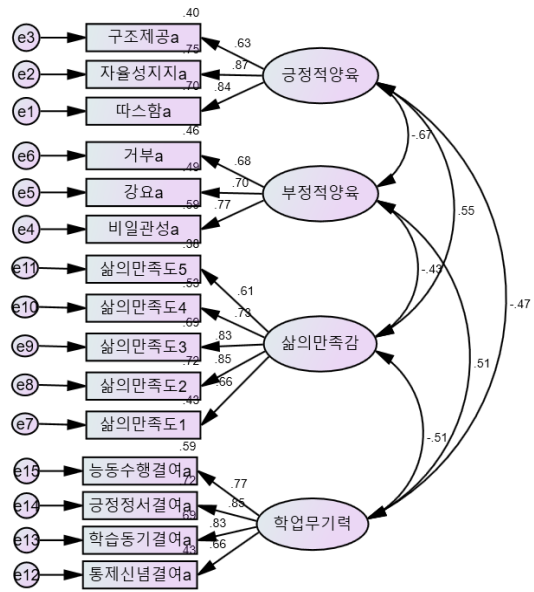 .40
e3 구조제공a .63
.75
e2 자율성지지a .87 긍정적양육
.70
e1 따스함a .84
.46
e6 거부a .68 -.67
.49
e5 강요a .70 부정적양육
.59
e4 비일관성a .77 .55
.38
e11 삶의만족도5 .61 -.43
.53
e10 삶의만족도4 .73 -.47
.69
e9 삶의만족도3 .83 삶의만족감
.72
e8 삶의만족도2 .85 .51
.43
e7 삶의만족도1 .66
-.51
.59
e15 능동수행결여a .77
.72
e14 긍정정서결여a .85
.69
e13 학습동기결여a .83 학업무기력
.43
e12 통제신념결여a .66